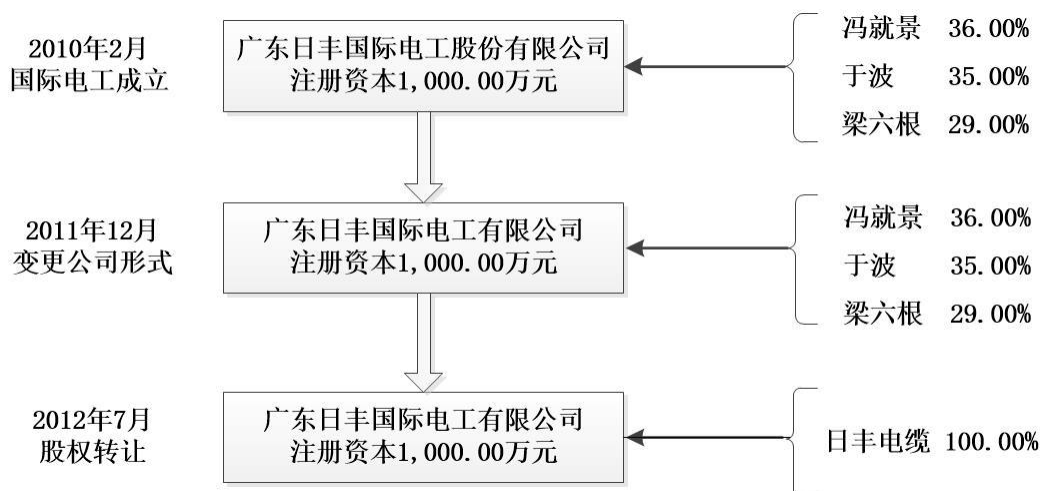 2010年2月
国际电工成立
广东日丰国际电工股份有限公司
注册资本1,000.00万元
冯就景 36.00%
于波 35.00%
梁六根 29.00%
2011年12月
变更公司形式
广东日丰国际电工有限公司
注册资本1,000.00万元
冯就景 36.00%
于波 35.00%
梁六根 29.00%
2012年7月
股权转让
广东日丰国际电工有限公司
注册资本1,000.00万元
日丰电缆 100.00%